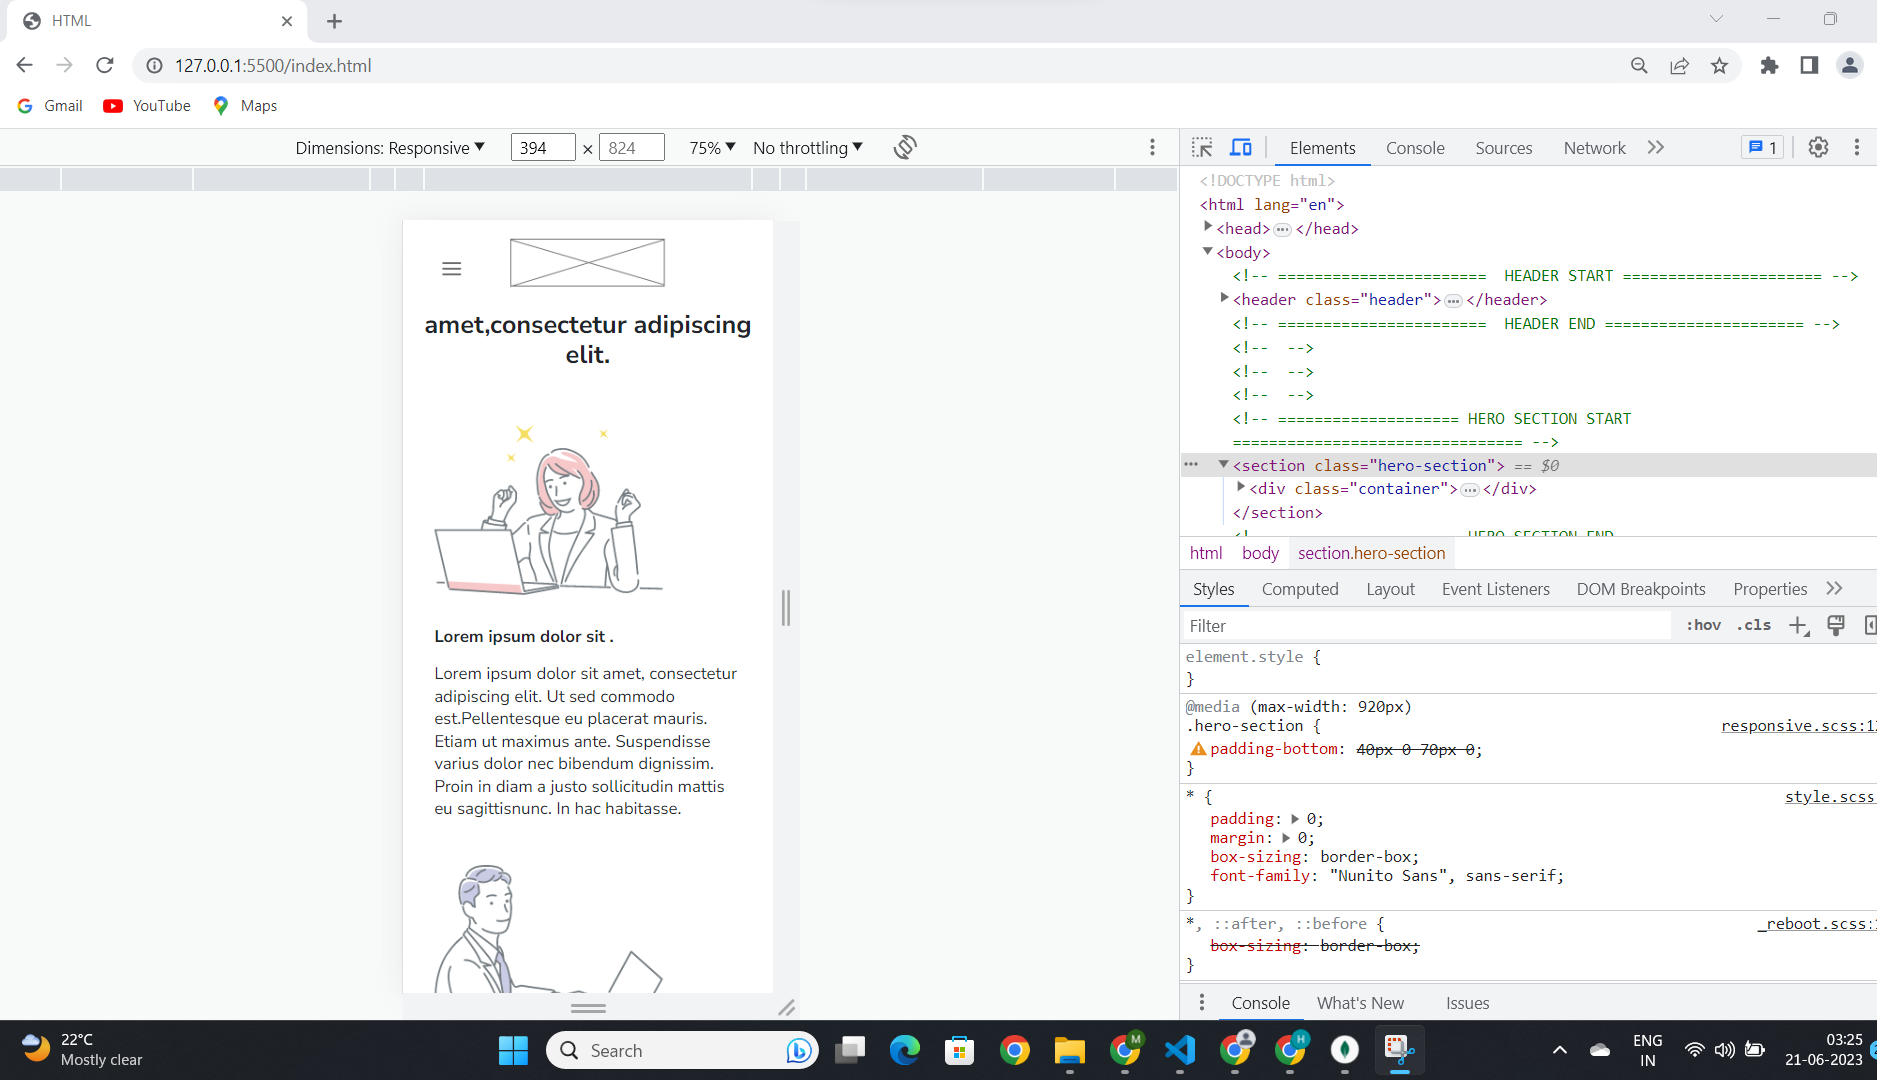 HTML
127.0.0.1:5500/index.html
Gmail YouTube Maps
Dimensions: Responsive 394 × 824 75% No throttling
Elements Console Sources Network 1
amet,consectetur adipiscing
elit.
Lorem ipsum dolor sit .
Lorem ipsum dolor sit amet, consectetur
adipiscing elit. Ut sed commodo
est.Pellentesque eu placerat mauris.
Etiam ut maximus ante. Suspendisse
varius dolor nec bibendum dignissim.
Proin in diam a justo sollicitudin mattis
eu sagittisnunc. In hac habitasse.
<!DOCTYPE html>
<html lang="en">
<head>···</head>
<body>
<!-- ======================= HEADER START ====================== -->
<header class="header">···</header>
<!-- ======================= HEADER END ====================== -->
<!-- -->
<!-- -->
<!-- -->
<!-- ==================== HERO SECTION START
================================ -->
<section class="hero-section"> == $0
<div class="container">···</div>
</section>
HERO SECTION END
html body section.hero-section
Styles Computed Layout Event Listeners DOM Breakpoints Properties
Filter :hov .cls
element.style {
}
@media (max-width: 920px)
.hero-section { responsive.scss:1
padding-bottom: 40px 0 70px 0;
}
* { style.scss
padding: 0;
margin: 0;
box-sizing: border-box;
font-family: "Nunito Sans", sans-serif;
}
*, ::after, ::before { _reboot.scss:
box-sizing: border-box;
}
Console What's New Issues
22°C
Mostly clear
Search
M
H
ENG
IN
03:25
21-06-2023